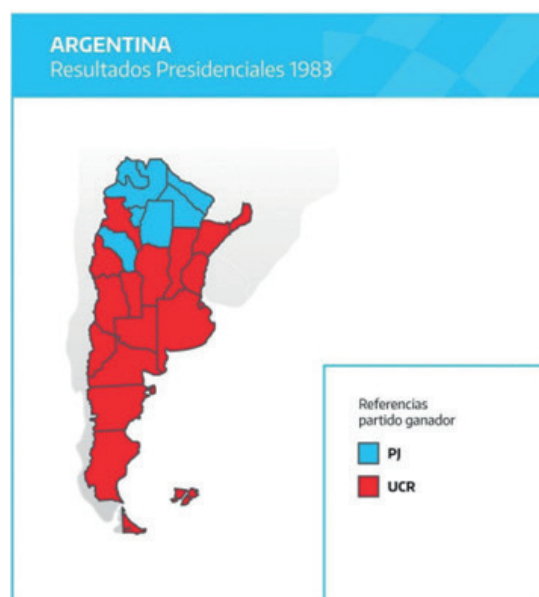 ARGENTINA
Resultados Presidenciales 1983
Referencias
partido ganador
PJ
UCR